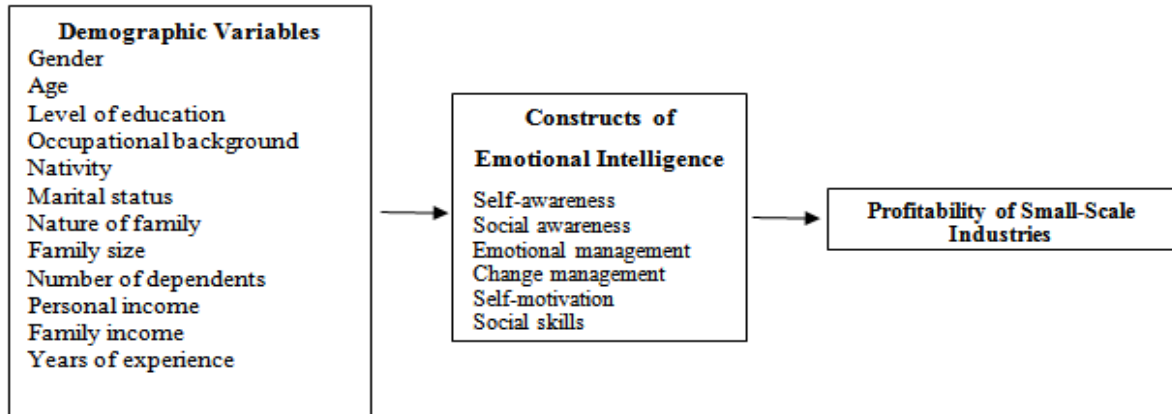 Demographic Variables
Gender
Age
Level of education
Occupational background
Nativity
Marital status
Nature of family
Family size
Number of dependents
Personal income
Family income
Years of experience
Constructs of
Emotional Intelligence
Self-awareness
Social awareness
Emotional management
Change management
Self-motivation
Social skills
Profitability of Small-Scale
Industries